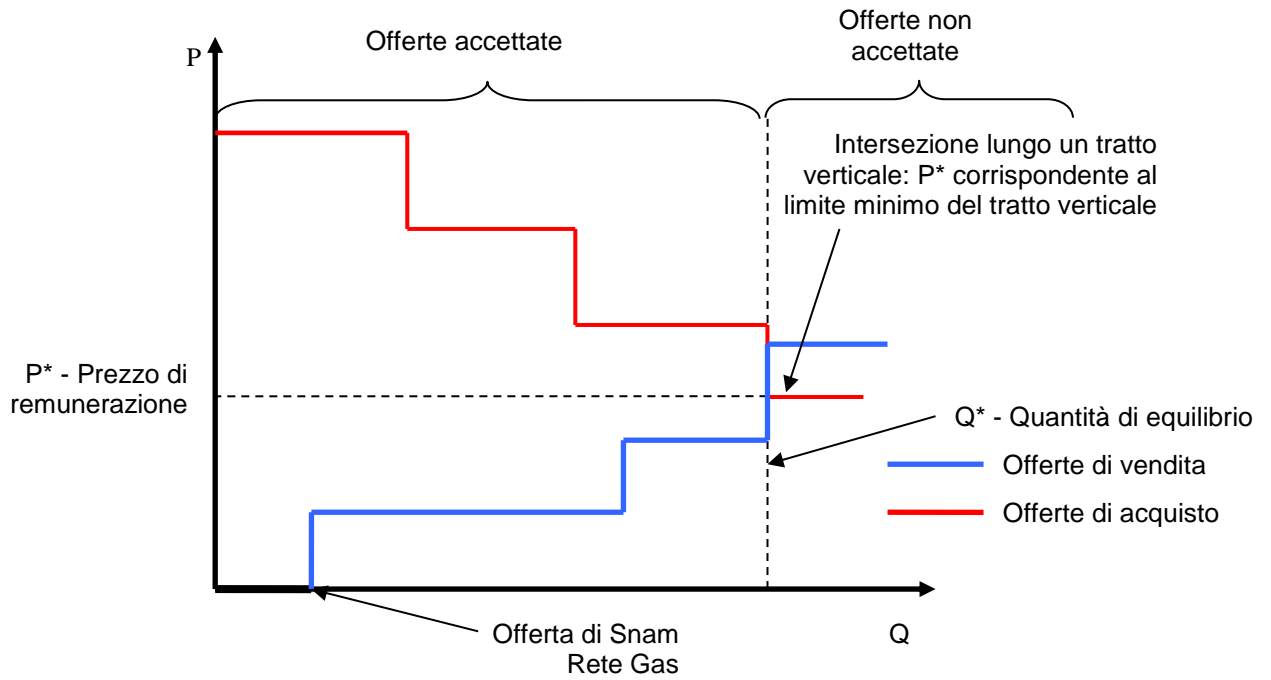 Offerte accettate
Offerte non
accettate
P
Intersezione lungo un tratto
verticale: P* corrispondente al
limite minimo del tratto verticale
P* - Prezzo di
remunerazione
Q* - Quantità di equilibrio
Offerte di vendita
Offerte di acquisto
Offerta di Snam
Rete Gas
Q